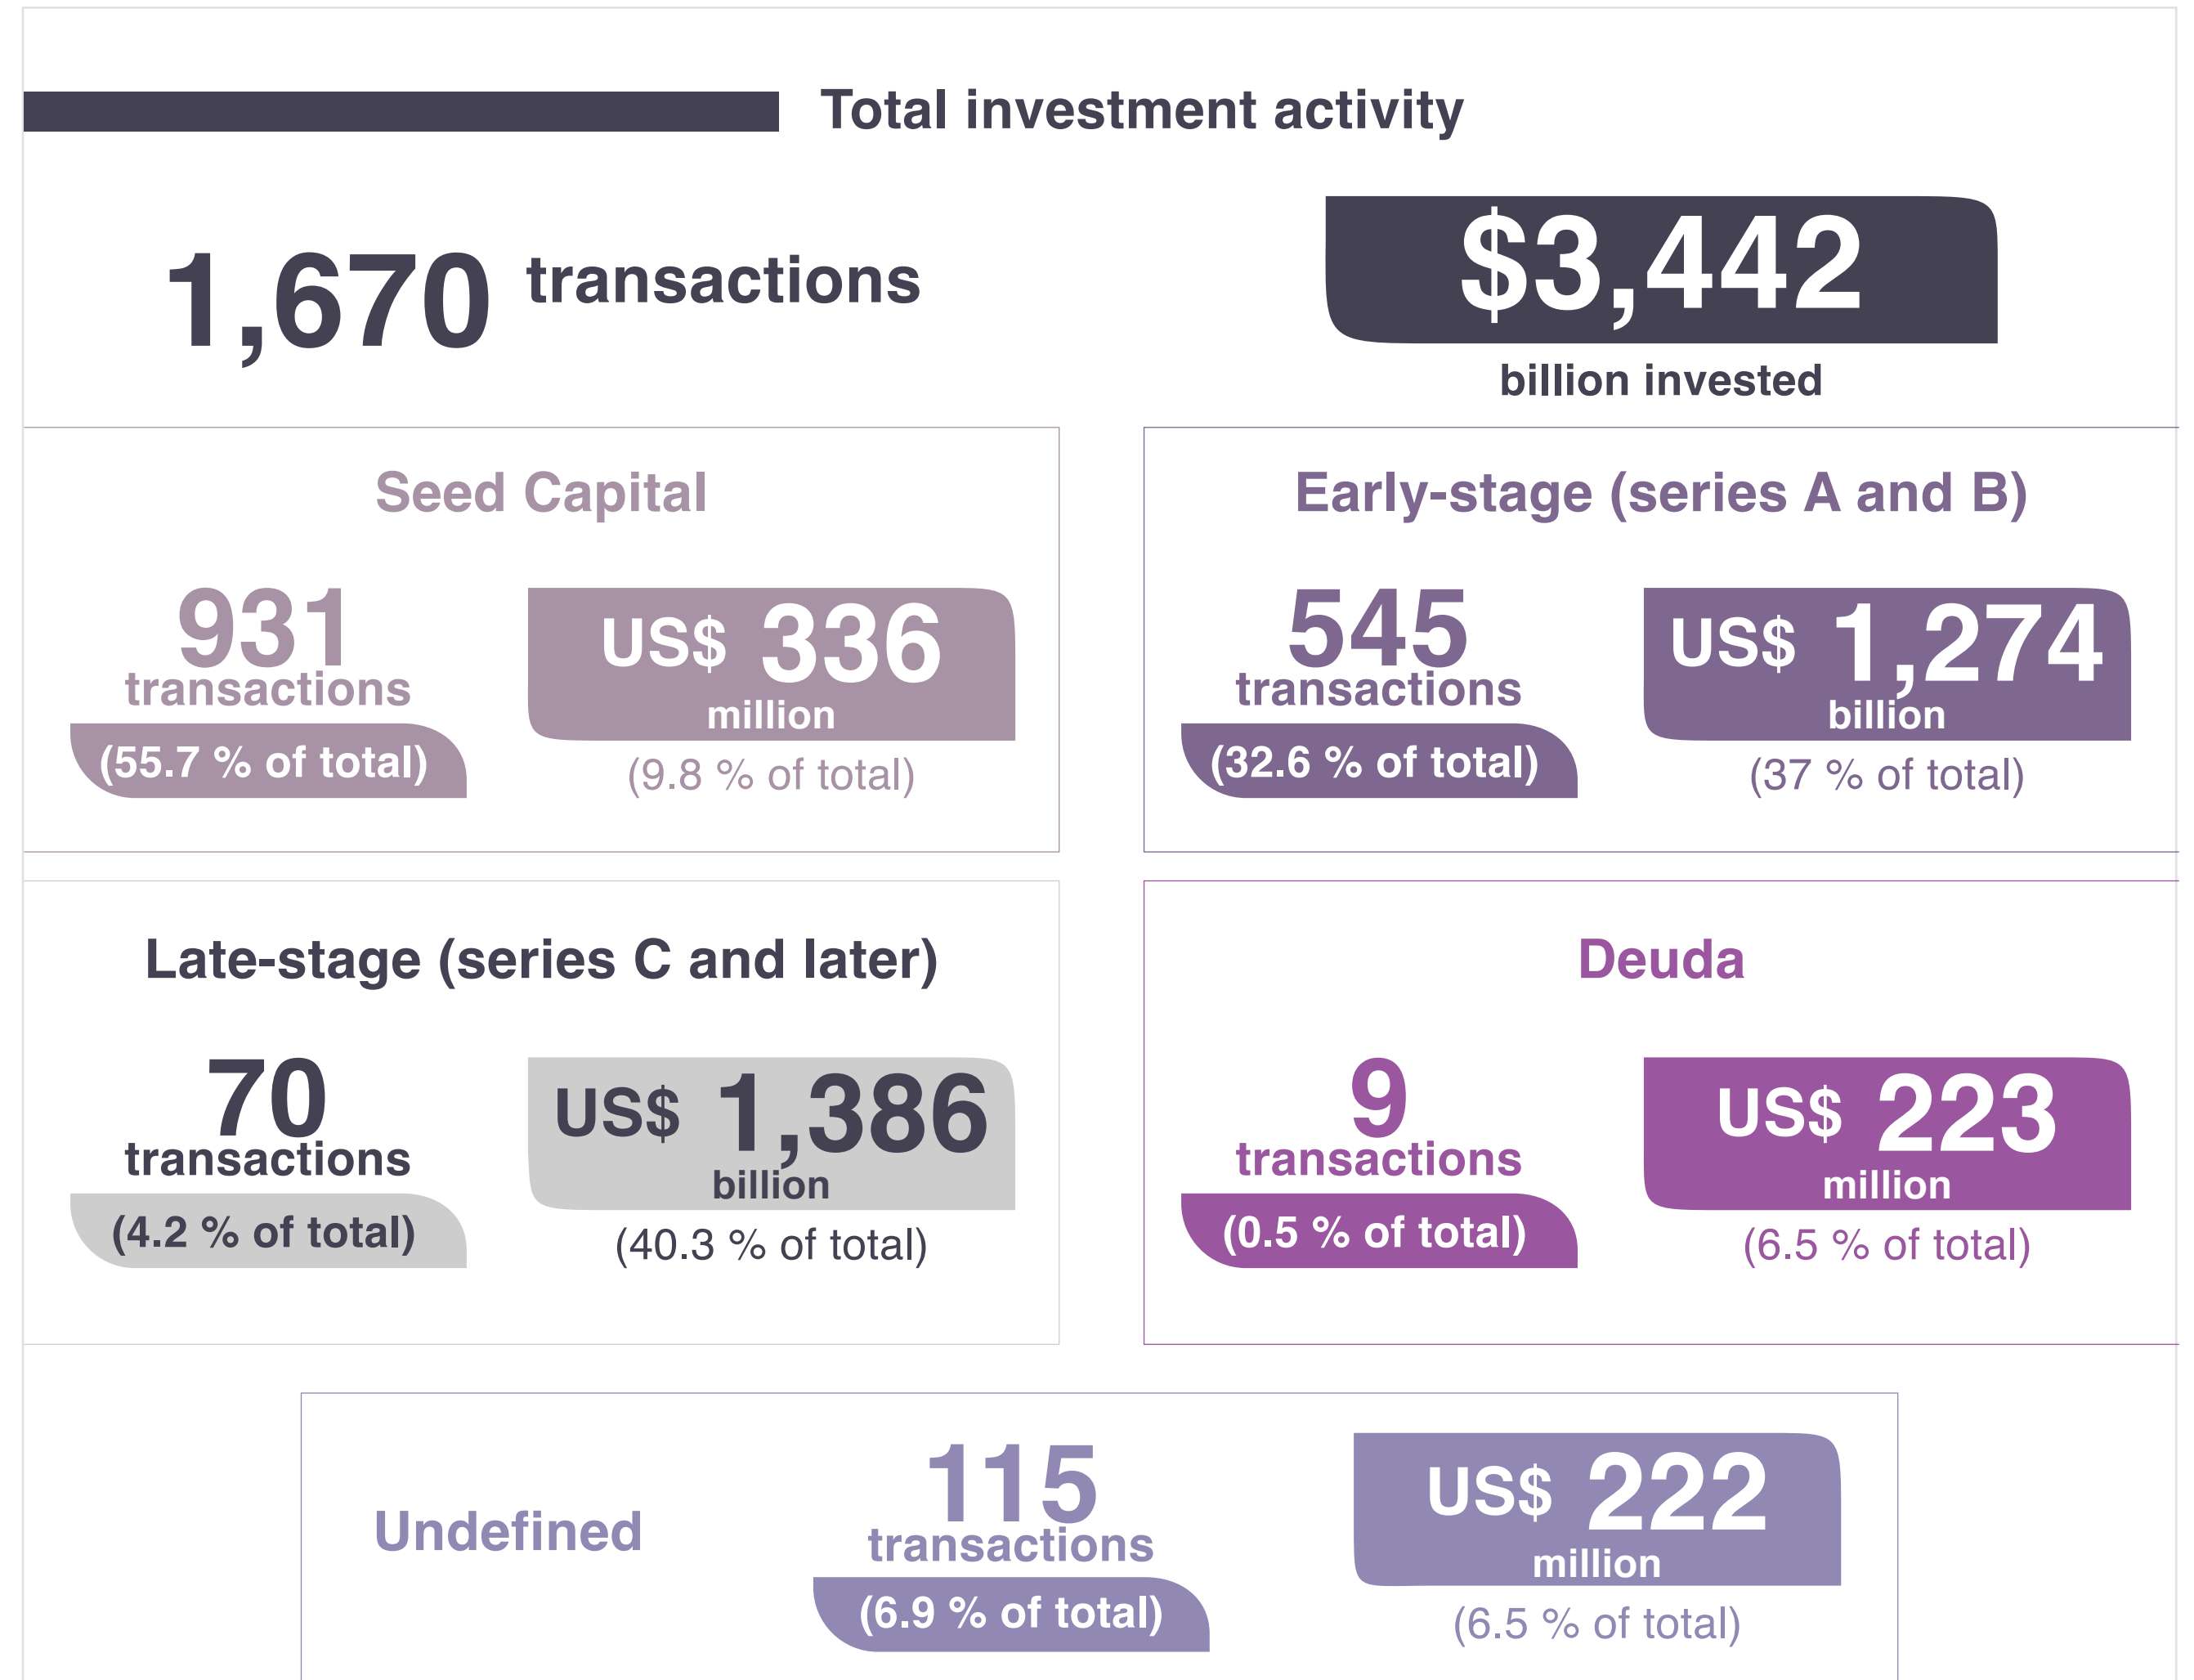 Total investment activity
1,670 transactions
$3,442
billion invested
Seed Capital
931
transactions
(55.7 % of total)
US$ 336
million
(9.8 % of total)
Early-stage (series A and B)
545
transactions
(32.6 % of total)
US$ 1,274
billion
(37 % of total)
Late-stage (series C and later)
70
transactions
(4.2 % of total)
US$ 1,386
billion
(40.3 % of total)
Deuda
9
transactions
(0.5 % of total)
US$ 223
million
(6.5 % of total)
Undefined
115
transactions
(6.9 % of total)
US$ 222
million
(6.5 % of total)